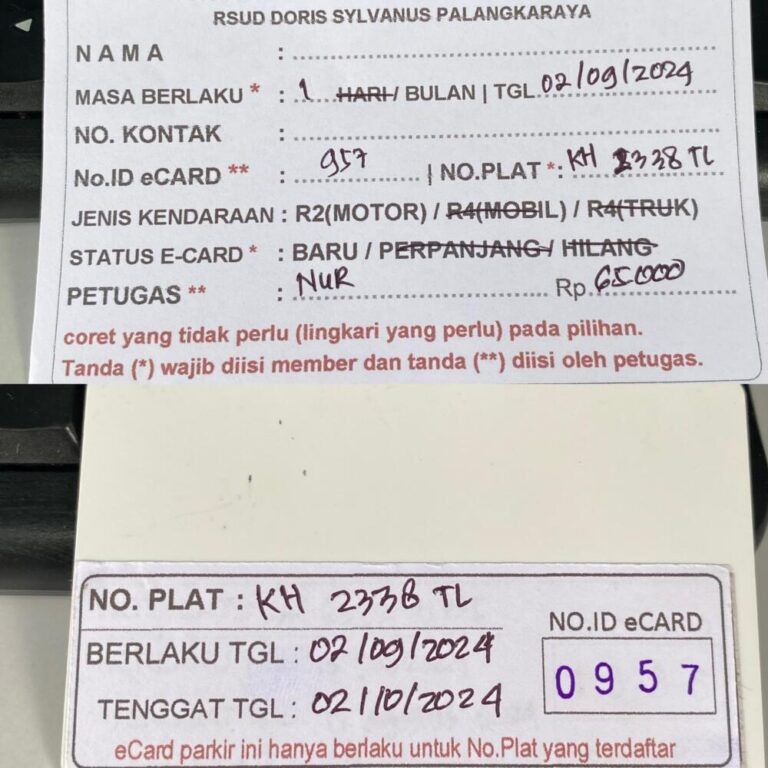 RSUD DORIS SYLVANUS PALANGKARAYA
NAMA :
MASA BERLAKU * : 1 HARI / BULAN | TGL. 02/09/2024
NO. KONTAK :
No.ID eCARD ** : 957 | NO.PLAT *: KH 2338 TL
JENIS KENDARAAN : R2(MOTOR) / R4(MOBIL) / R4(TRUK)
STATUS E-CARD * : BARU / PERPANJANG / HILANG
PETUGAS ** : NUR Rp. 65000
coret yang tidak perlu (lingkari yang perlu) pada pilihan.
Tanda (*) wajib diisi member dan tanda (**) diisi oleh petugas.
NO. PLAT : KH 2338 TL
BERLAKU TGL : 02/09/2024
TENGGAT TGL : 02/10/2024
NO.ID eCARD
0957
eCard parkir ini hanya berlaku untuk No.Plat yang terdaftar